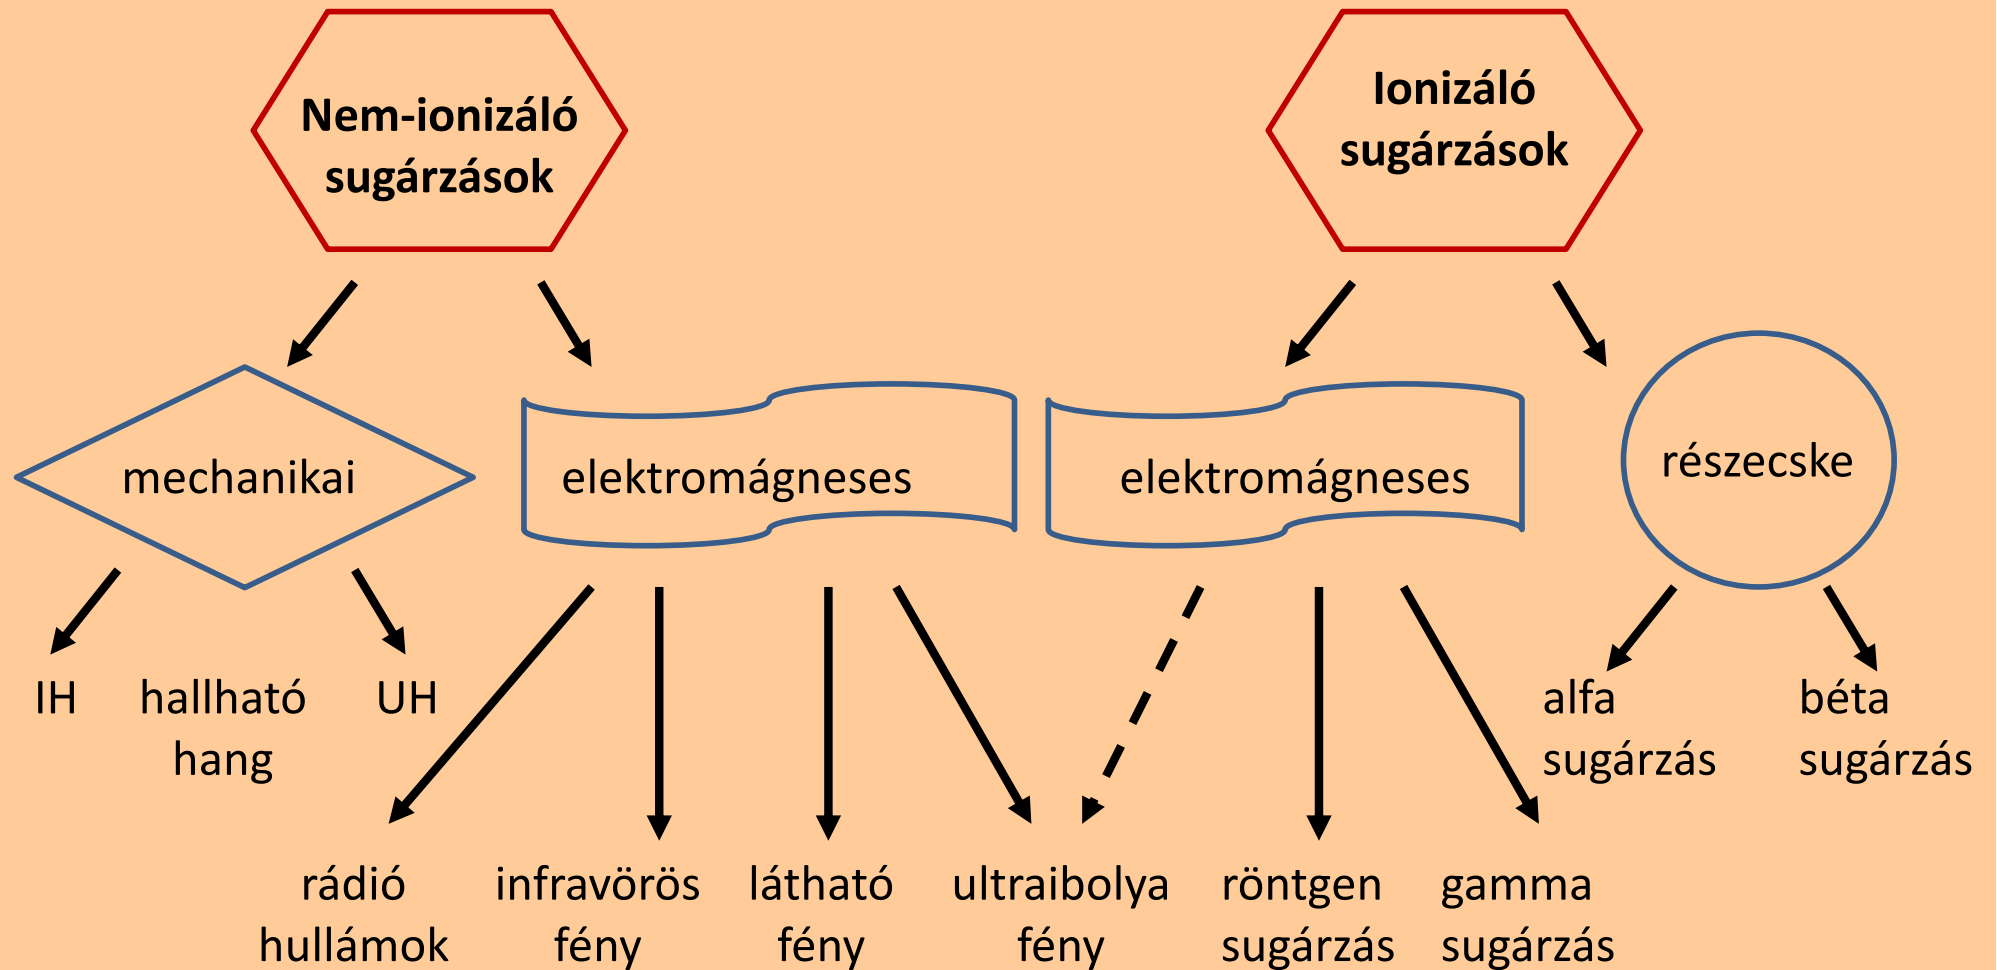 Nem-ionizáló
sugárzások
Ionizáló
sugárzások
mechanikai
elektromágneses
elektromágneses
részecske
IH
hallható
hang
UH
alfa
sugárzás
béta
sugárzás
rádió
hullámok
infravörös
fény
látható
fény
ultraibolya
fény
röntgen
sugárzás
gamma
sugárzás